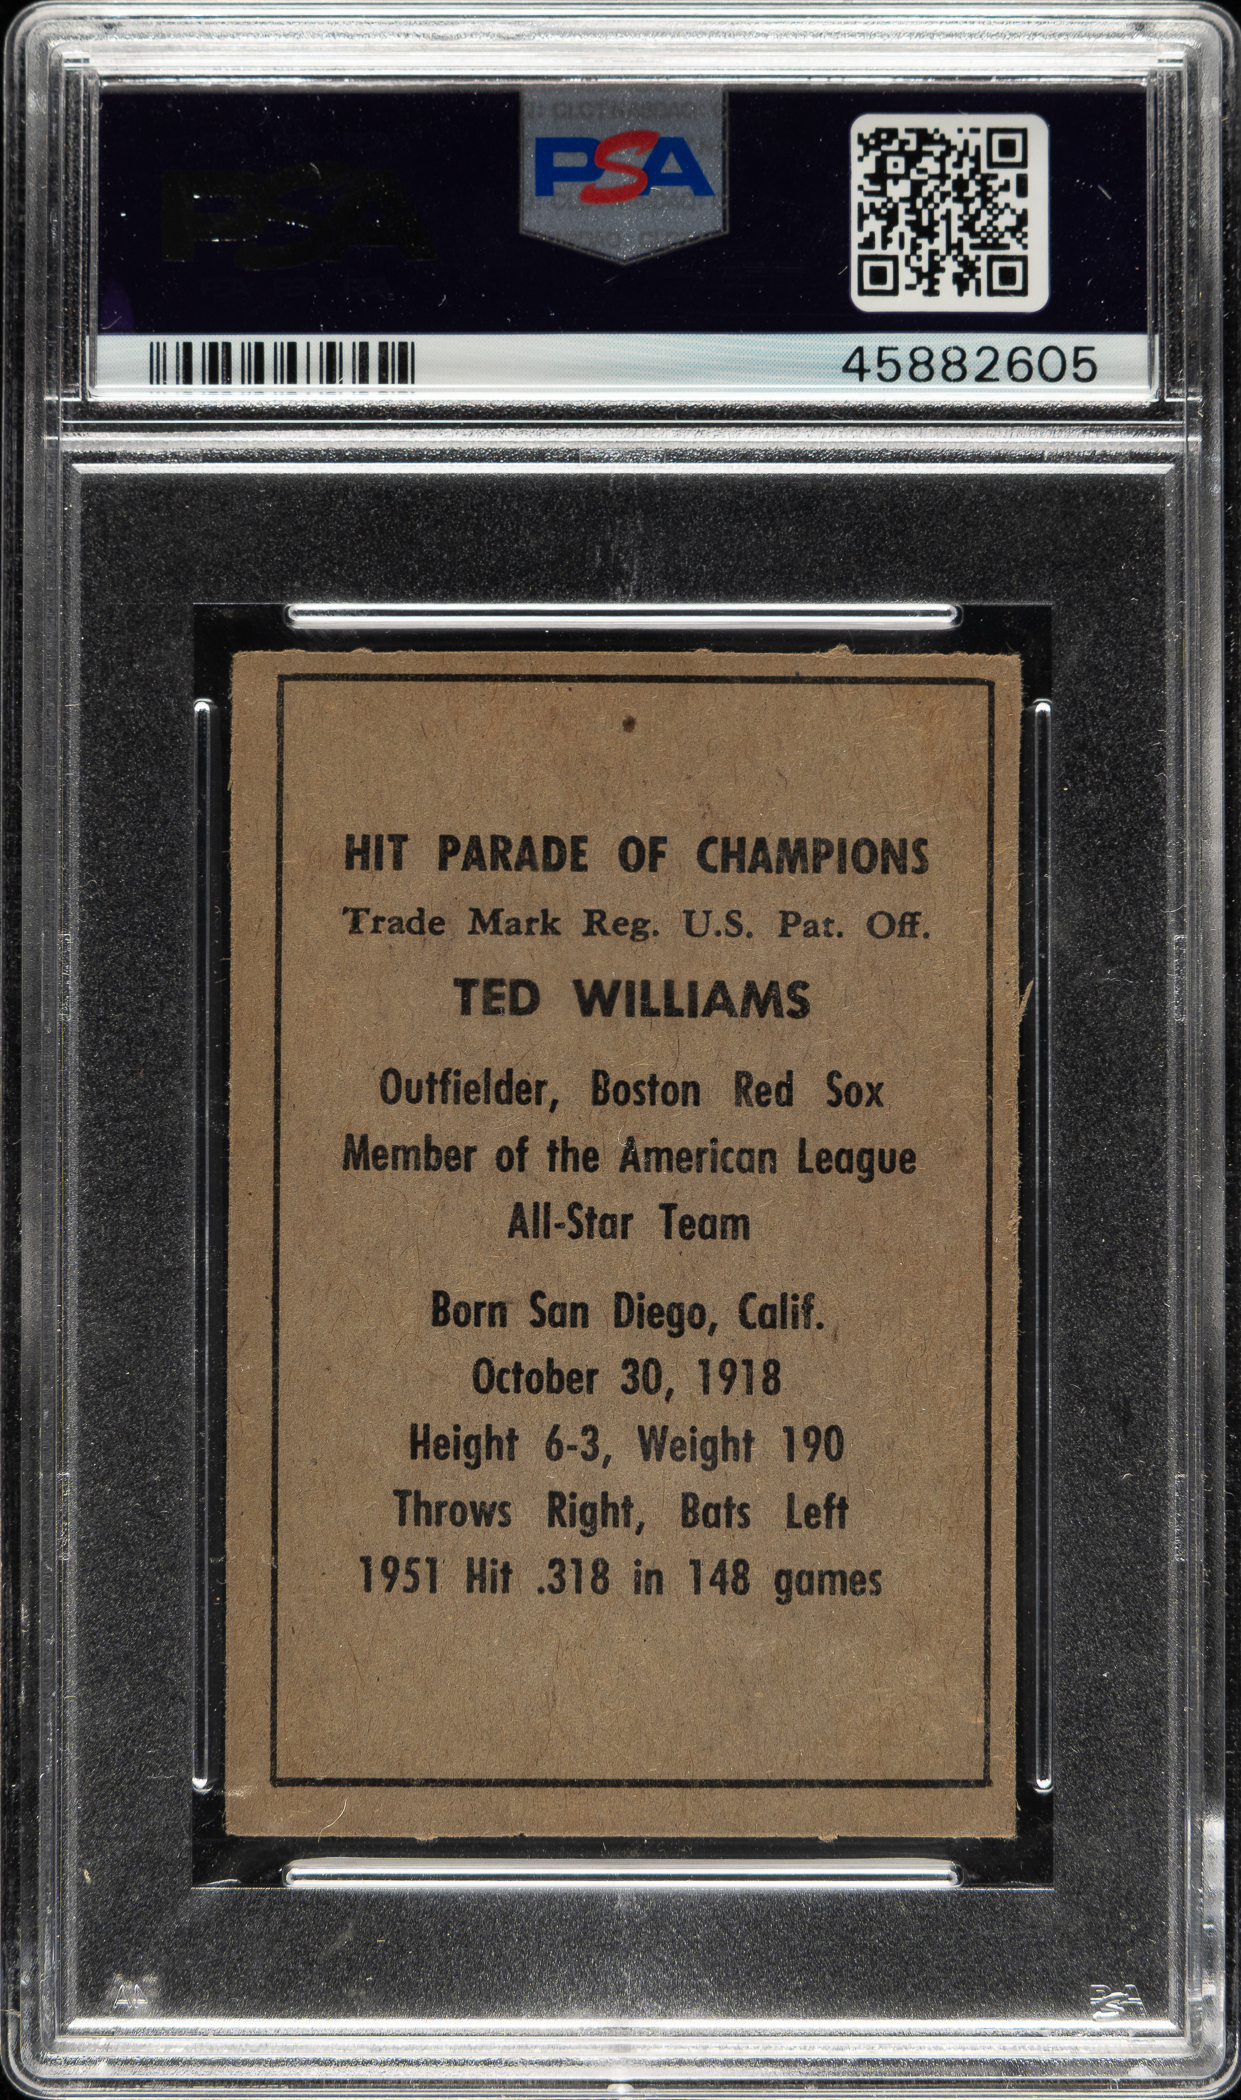 PSA
45882605
HIT PARADE OF CHAMPIONS
Trade Mark Reg. U.S. Pat. Off.
TED WILLIAMS
Outfielder, Boston Red Sox
Member of the American League
All-Star Team
Born San Diego, Calif.
October 30, 1918
Height 6-3, Weight 190
Throws Right, Bats Left
1951 Hit .318 in 148 games
PSA